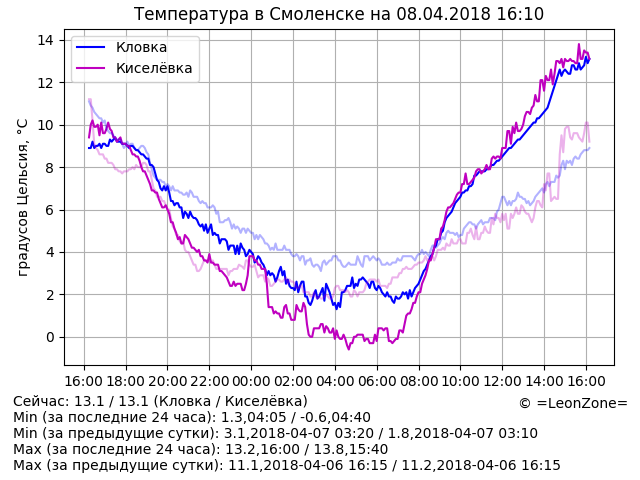 Температура в Смоленске на 08.04.2018 16:10
градусов Цельсия, °C
14
12
10
8
6
4
2
0
Кловка
Киселёвка
16:00 18:00 20:00 22:00 00:00 02:00 04:00 06:00 08:00 10:00 12:00 14:00 16:00
Сейчас: 13.1 / 13.1 (Кловка / Киселёвка)
© =LeonZone=
Min (за последние 24 часа): 1.3,04:05 / -0.6,04:40
Min (за предыдущие сутки): 3.1,2018-04-07 03:20 / 1.8,2018-04-07 03:10
Max (за последние 24 часа): 13.2,16:00 / 13.8,15:40
Max (за предыдущие сутки): 11.1,2018-04-06 16:15 / 11.2,2018-04-06 16:15